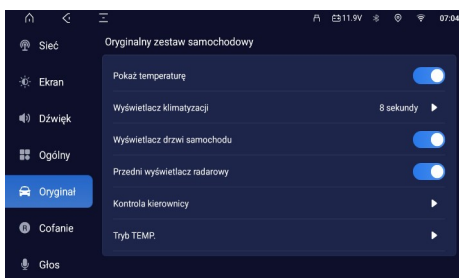 11.9V 07:04
Sieć
Ekran
Dźwięk
Ogólny
Oryginał
Cofanie
Głos
Oryginalny zestaw samochodowy
Pokaż temperaturę
Wyświetlacz klimatyzacji 8 sekundy
Wyświetlacz drzwi samochodu
Przedni wyświetlacz radarowy
Kontrola kierownicy
Tryb TEMP.